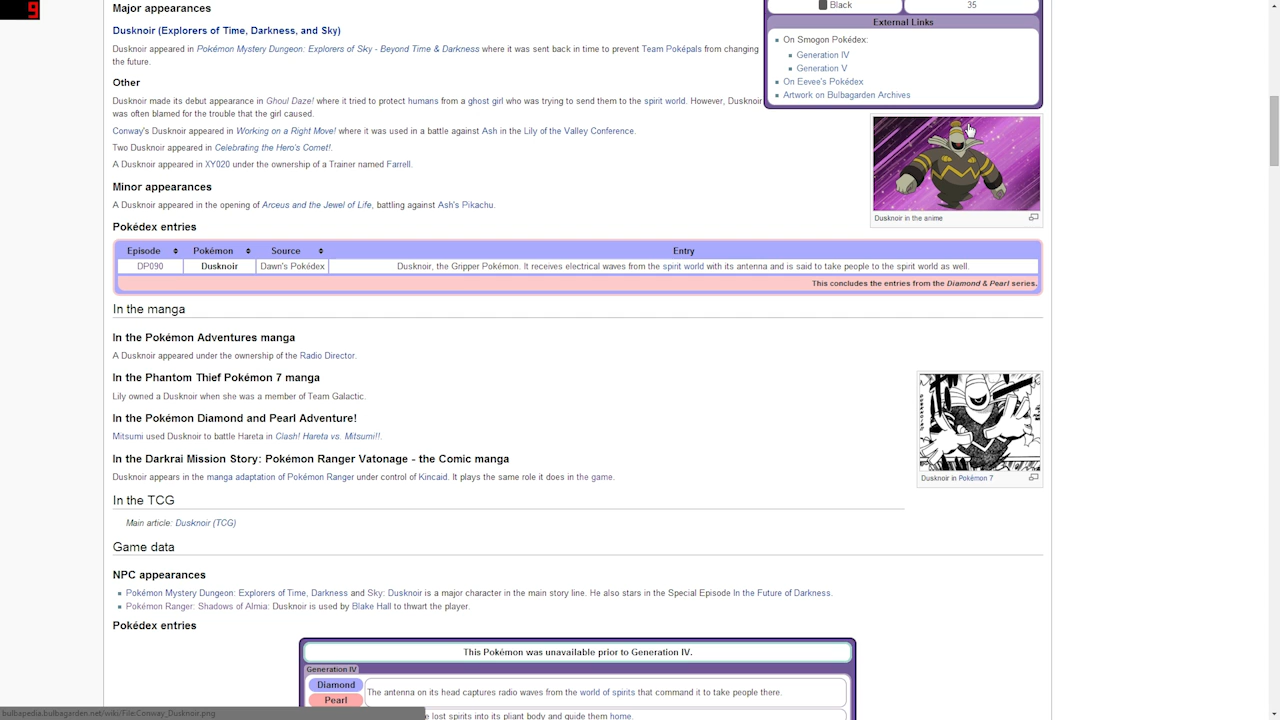 9
Major appearances
Black
35
External Links
On Smogon Pokédex:
Dusknoir (Explorers of Time, Darkness, and Sky)
Generation IV
Dusknoir appeared in Pokémon Mystery Dungeon: Explorers of Sky - Beyond Time & Darkness where it was sent back in time to prevent Team Poképals from changing
the future.
Generation V
On Eevee's Pokédex
Artwork on Bulbagarden Archives
Other
Dusknoir made its debut appearance in Ghoul Daze! where it tried to protect humans from a ghost girl who was trying to send them to the spirit world. However, Dusknoir
was often blamed for the trouble that the girl caused.
Conway's Dusknoir appeared in Working on a Right Move! where it was used in a battle against Ash in the Lily of the Valley Conference.
Two Dusknoir appeared in Celebrating the Hero's Comet!.
A Dusknoir appeared in XY020 under the ownership of a Trainer named Farrell.
Minor appearances
A Dusknoir appeared in the opening of Arceus and the Jewel of Life, battling against Ash's Pikachu.
Dusknoir in the anime
Pokédex entries
Episode Pokémon Source Entry
DP090 Dusknoir Dawn's Pokédex Dusknoir, the Gripper Pokémon. It receives electrical waves from the spirit world with its antenna and is said to take people to the spirit world as well.
This concludes the entries from the Diamond & Pearl series.
In the manga
In the Pokémon Adventures manga
A Dusknoir appeared under the ownership of the Radio Director.
In the Phantom Thief Pokémon 7 manga
Lily owned a Dusknoir when she was a member of Team Galactic.
In the Pokémon Diamond and Pearl Adventure!
Mitsumi used Dusknoir to battle Hareta in Clash! Hareta vs. Mitsumi!!.
In the Darkrai Mission Story: Pokémon Ranger Vatonage - the Comic manga
Dusknoir appears in the manga adaptation of Pokémon Ranger under control of Kincaid. It plays the same role it does in the game.
Dusknoir in Pokémon 7
In the TCG
Main article: Dusknoir (TCG)
Game data
NPC appearances
Pokémon Mystery Dungeon: Explorers of Time, Darkness and Sky: Dusknoir is a major character in the main story line. He also stars in the Special Episode In the Future of Darkness.
Pokémon Ranger: Shadows of Almia: Dusknoir is used by Blake Hall to thwart the player.
Pokédex entries
This Pokémon was unavailable prior to Generation IV.
Generation IV
Diamond
Pearl
The antenna on its head captures radio waves from the world of spirits that command it to take people there.
e lost spirits into its pliant body and guide them home.
bulbapedia.bulbagarden.net/wiki/File:Conway_Dusknoir.png